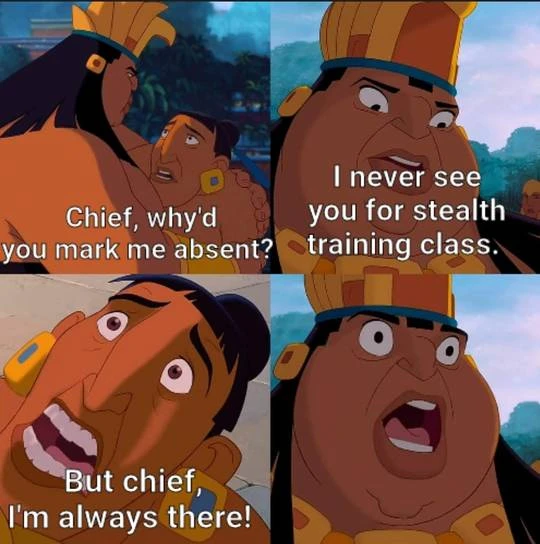 Chief, why'd
you mark me absent?
I never see
you for stealth
training class.
But chief,
I'm always there!